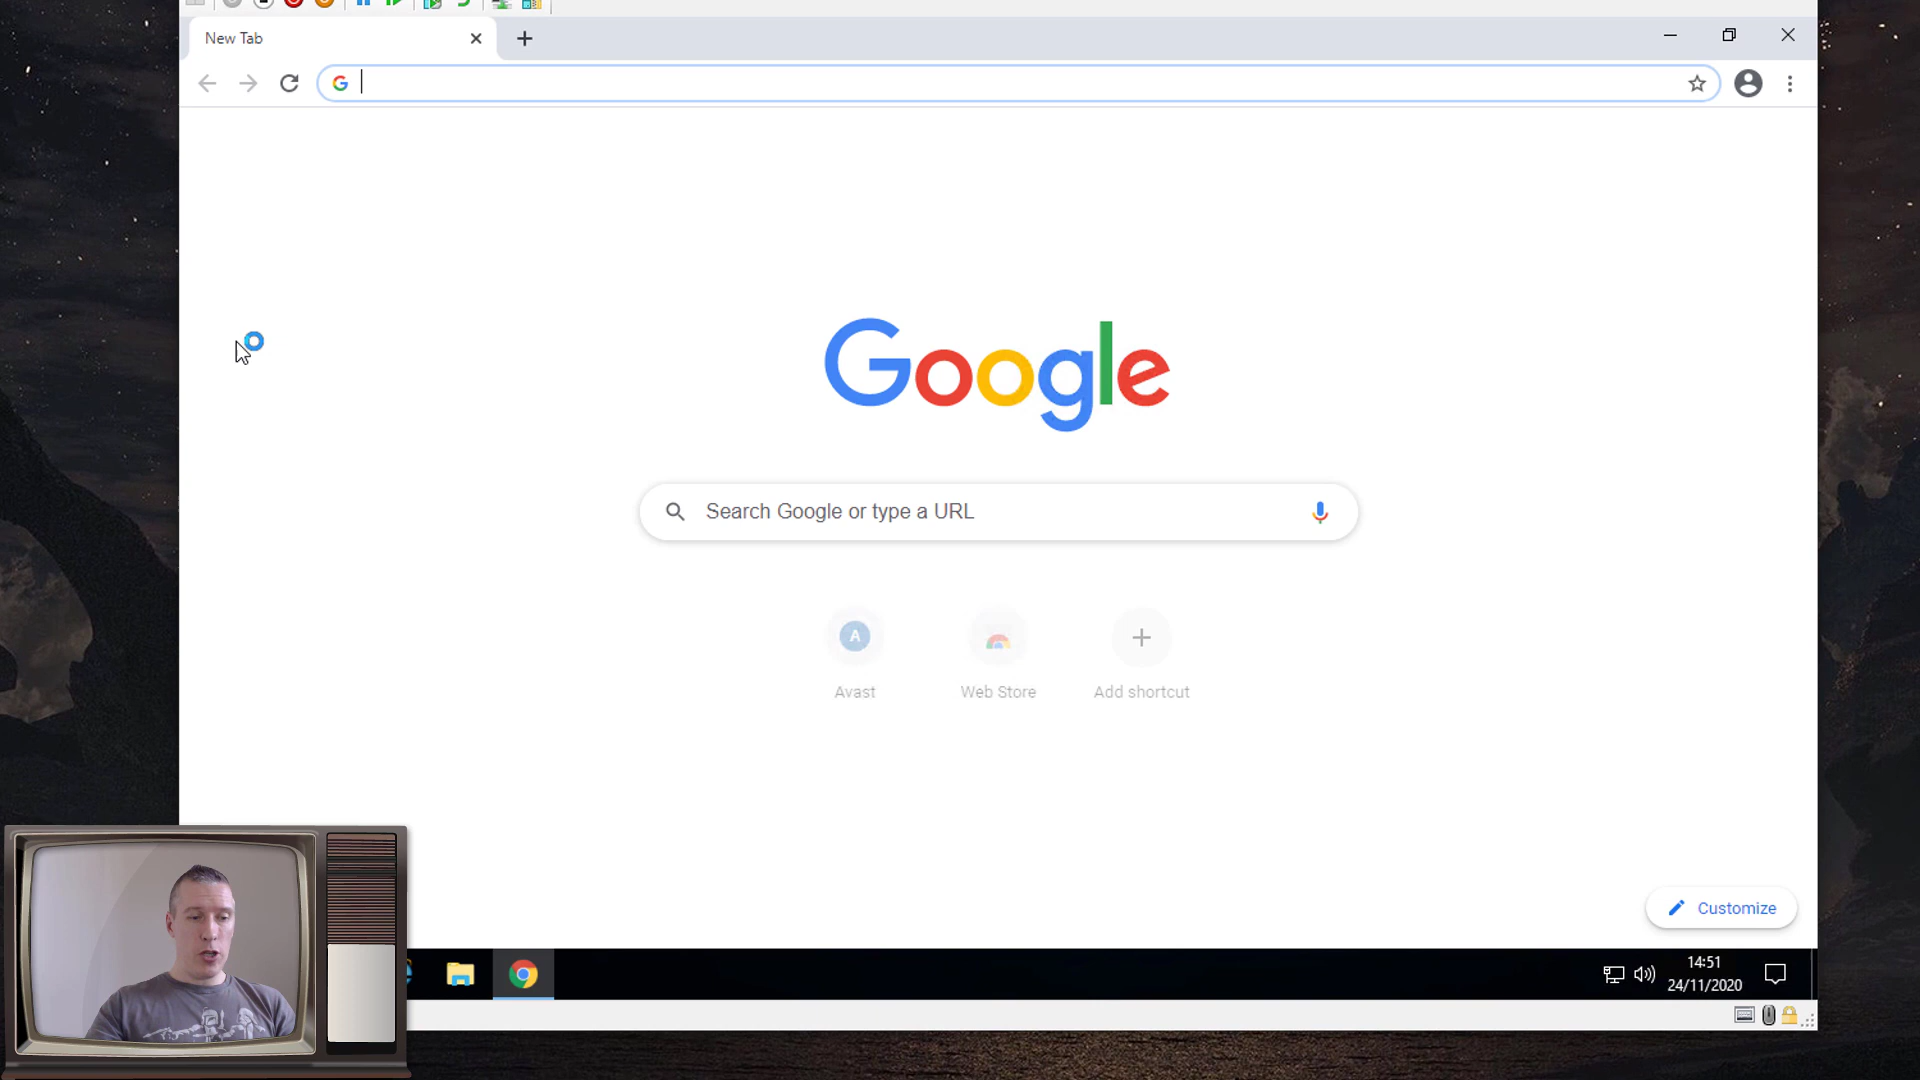 New Tab
Google
Search Google or type a URL
A
Avast
Web Store
Add shortcut
Customize
14:51
24/11/2020